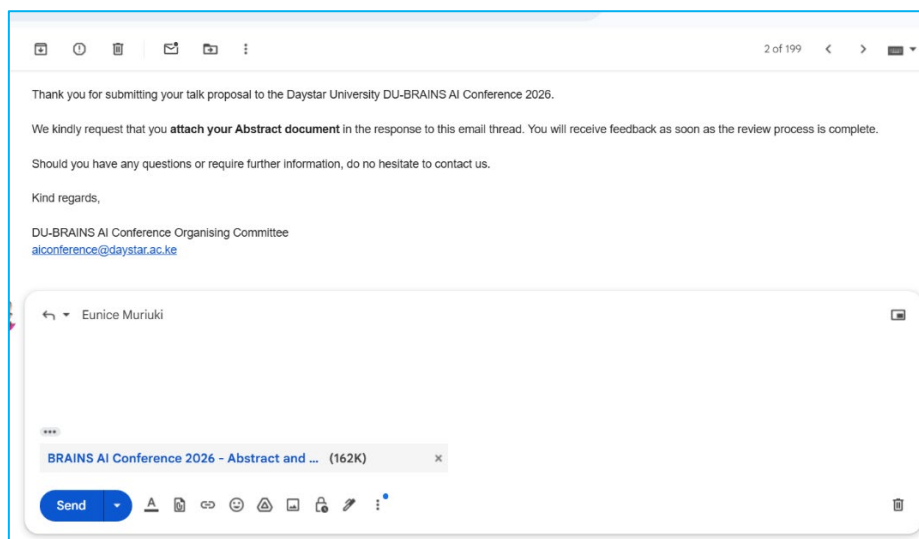 2 of 199
Thank you for submitting your talk proposal to the Daystar University DU-BRAINS AI Conference 2026.
We kindly request that you attach your Abstract document in the response to this email thread. You will receive feedback as soon as the review process is complete.
Should you have any questions or require further information, do no hesitate to contact us.
Kind regards,
DU-BRAINS AI Conference Organising Committee
aiconference@daystar.ac.ke
Eunice Muriuki
BRAINS AI Conference 2026 - Abstract and ... (162K)
Send